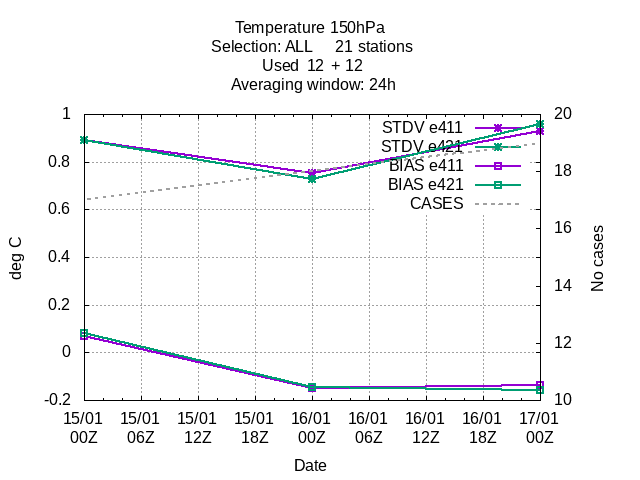 Temperature 150hPa
Selection: ALL 21 stations
Used 12 + 12
Averaging window: 24h
1
0.8
0.6
0.4
0.2
0
-0.2
deg C
20
18
16
14
12
10
No cases
STDV e411
STDV e421
BIAS e411
BIAS e421
CASES
15/01 15/01 15/01 15/01 16/01 16/01 16/01 16/01 17/01
00Z 06Z 12Z 18Z 00Z 06Z 12Z 18Z 00Z
Date